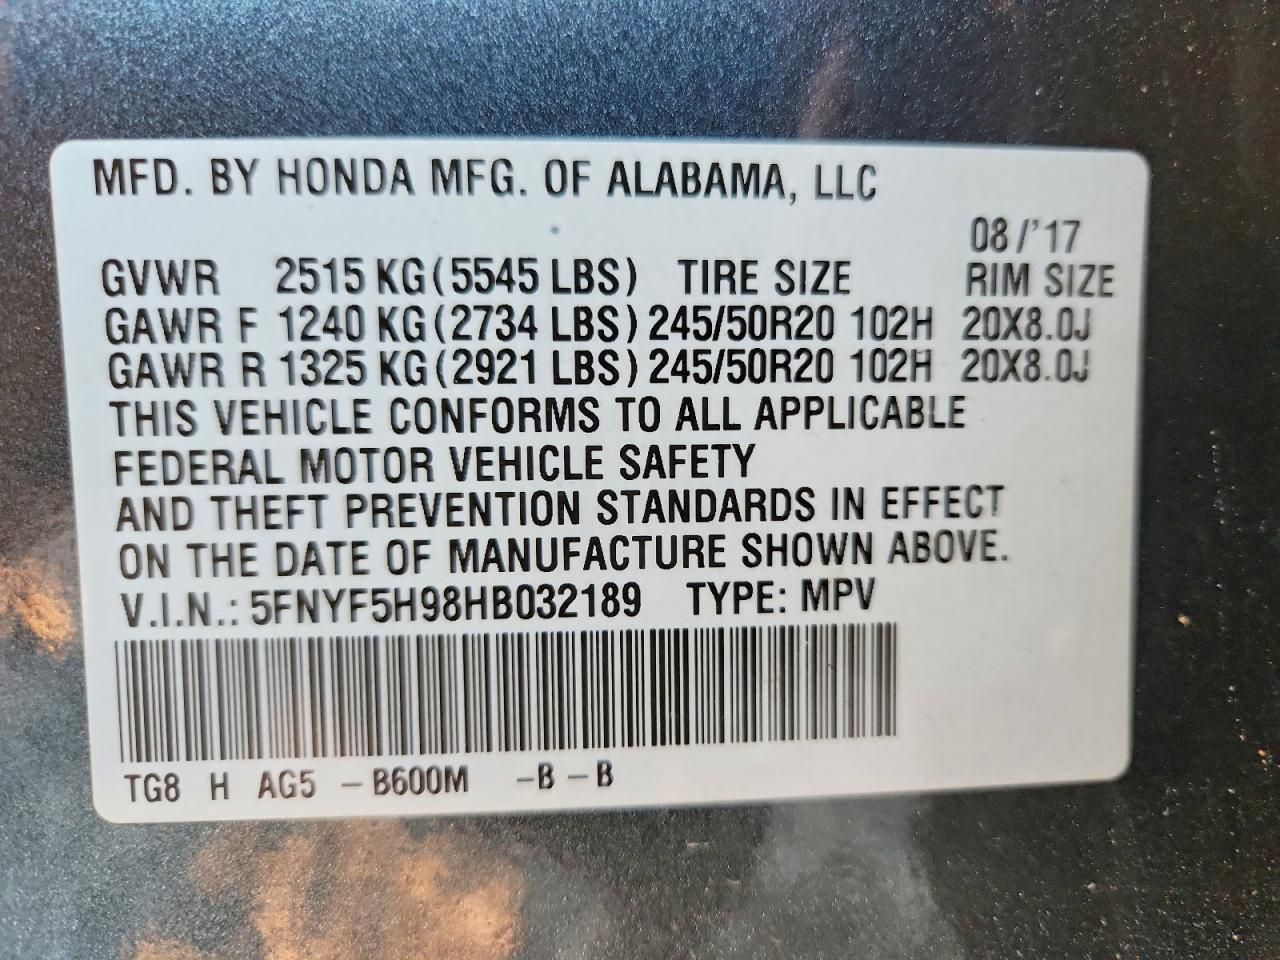 MFD. BY HONDA MFG. OF ALABAMA, LLC
08/'17
GVWR 2515 KG (5545 LBS) TIRE SIZE RIM SIZE
GAWR F 1240 KG (2734 LBS) 245/50R20 102H 20X8.0J
GAWR R 1325 KG (2921 LBS) 245/50R20 102H 20X8.0J
THIS VEHICLE CONFORMS TO ALL APPLICABLE
FEDERAL MOTOR VEHICLE SAFETY
AND THEFT PREVENTION STANDARDS IN EFFECT
ON THE DATE OF MANUFACTURE SHOWN ABOVE.
V.I.N.: 5FNYF5H98HB032189 TYPE: MPV
TG8 H AG5 - B600M - B - B